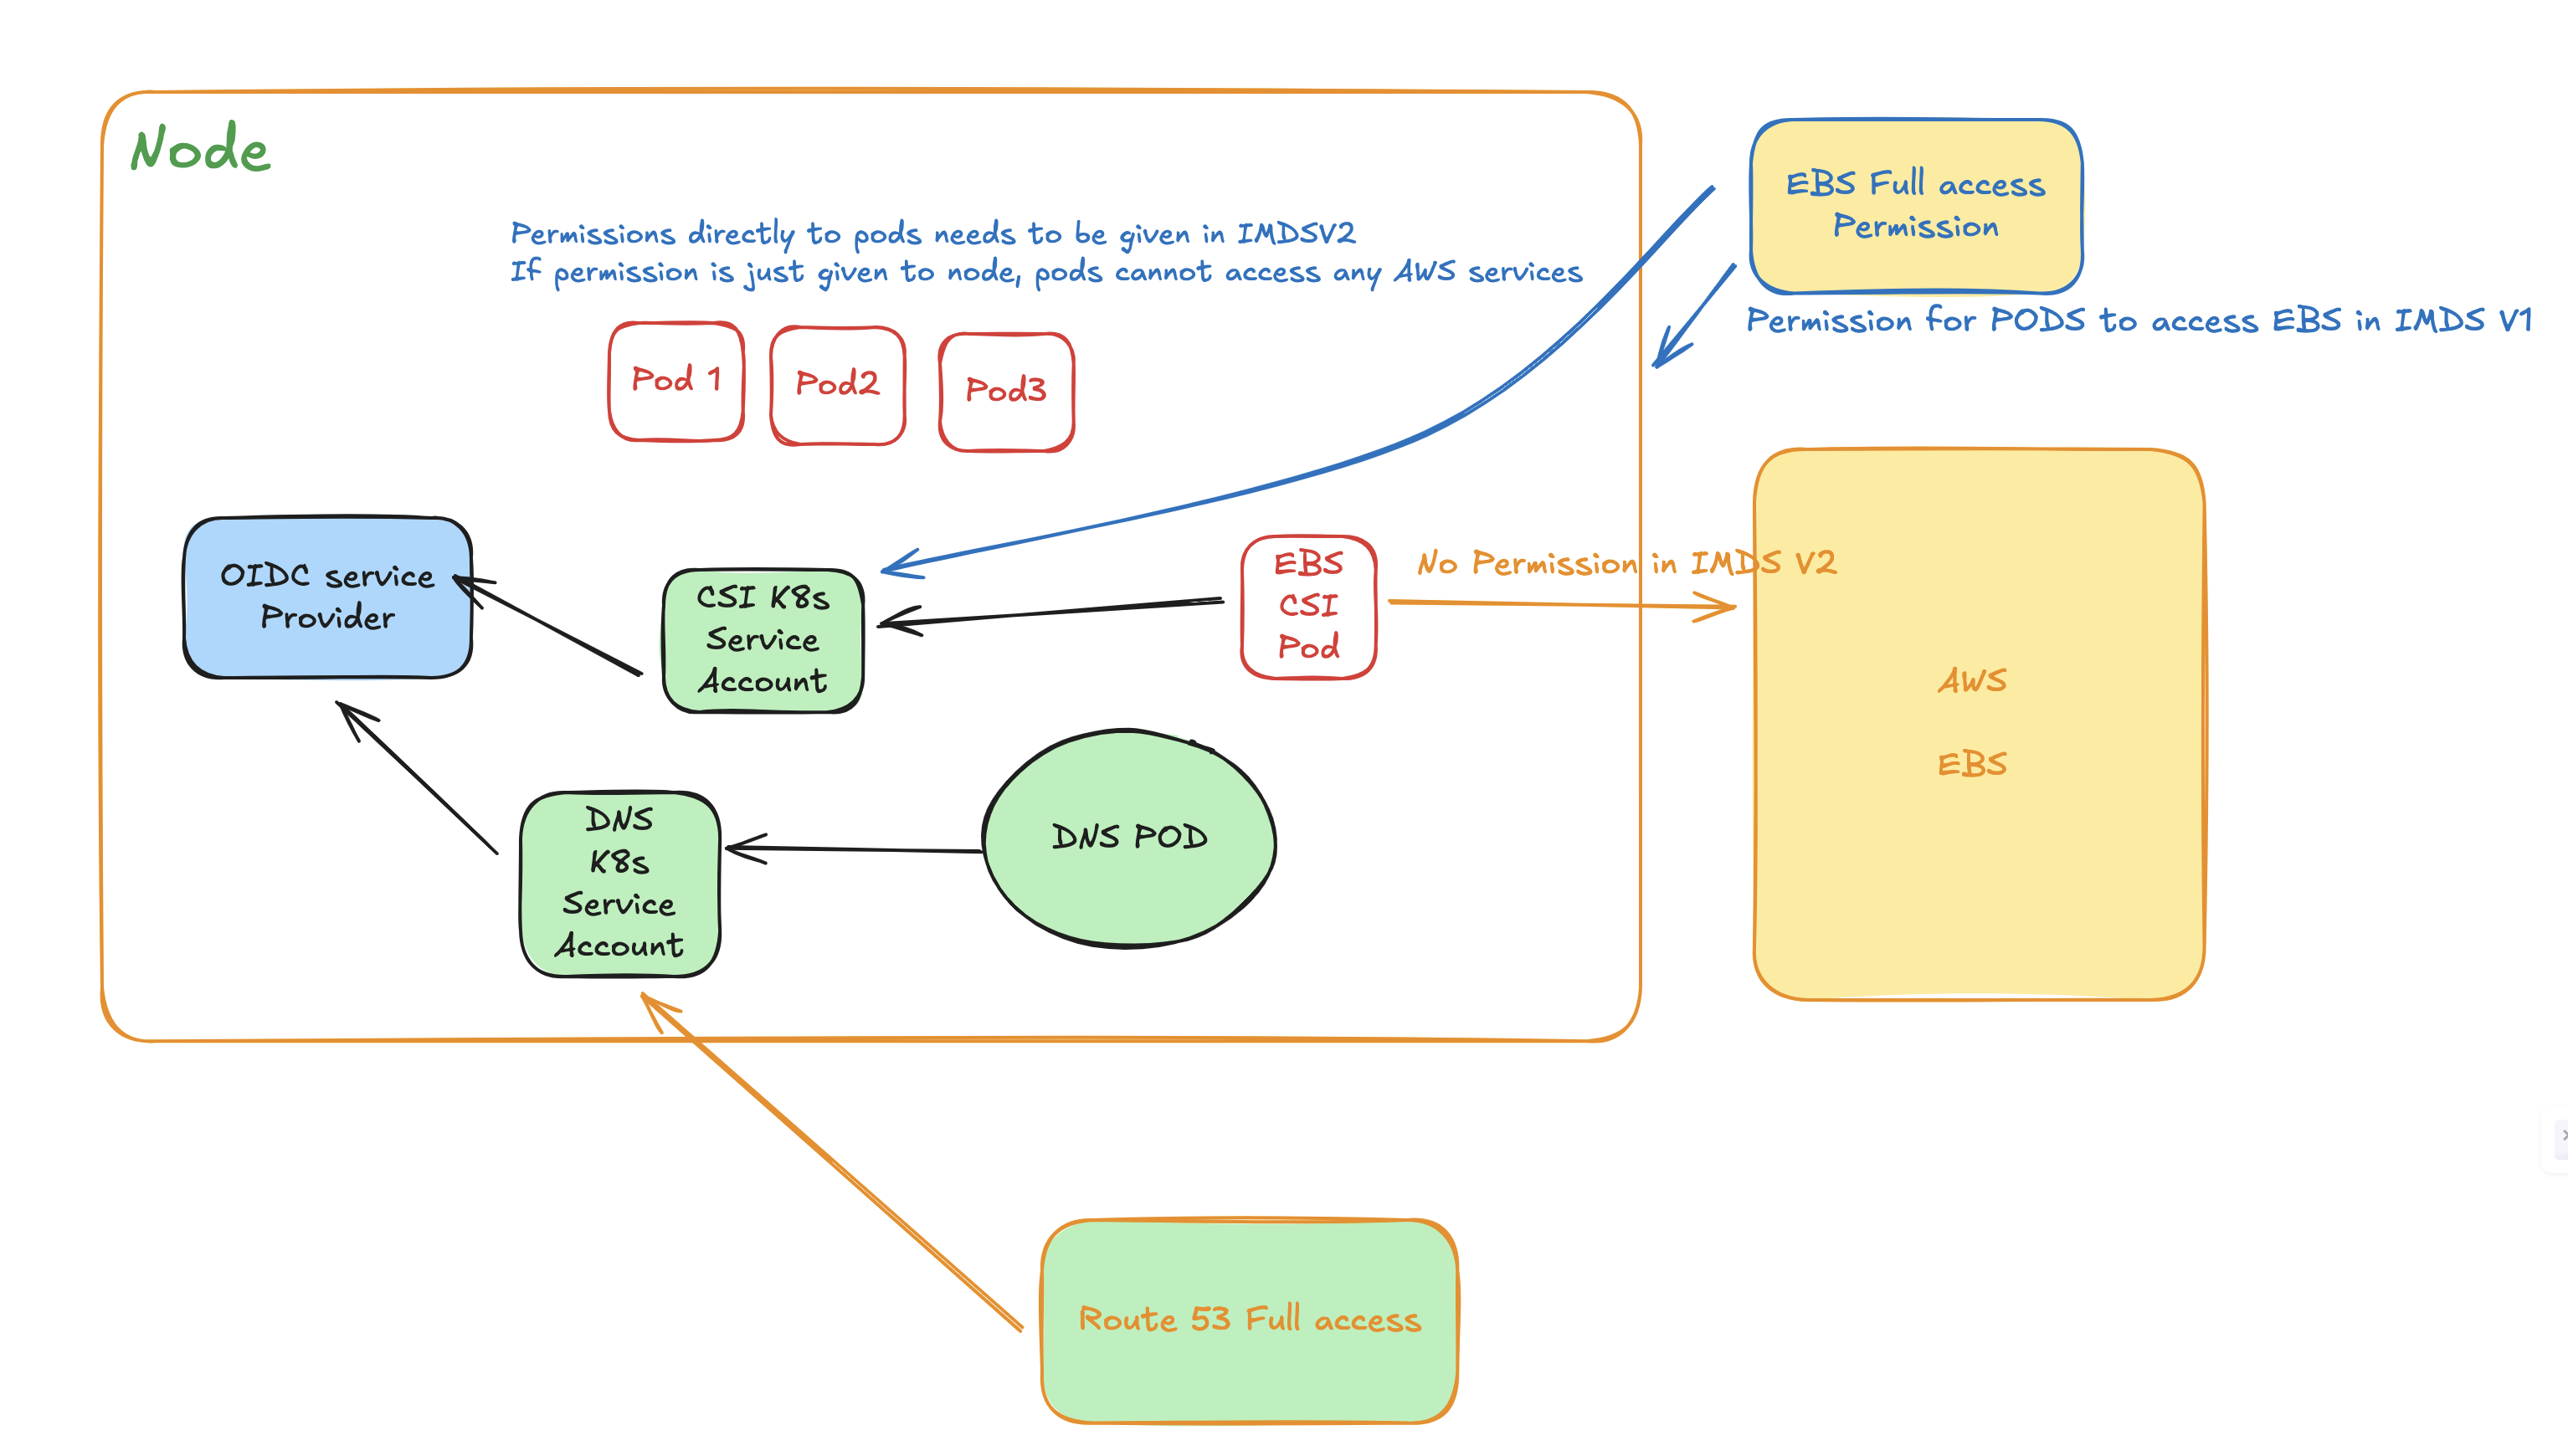 Node
Permissions directly to pods needs to be given in IMDSV2
If permission is just given to node, pods cannot access any AWS services
EBS Full access
Permission
Permission for PODS to access EBS in IMDS V1
Pod 1
Pod2
Pod3
OIDC service
Provider
CSI K8s
Service
Account
EBS
CSI
Pod
No Permission in IMDS V2
AWS
EBS
DNS
K8s
Service
Account
DNS POD
Route 53 Full access